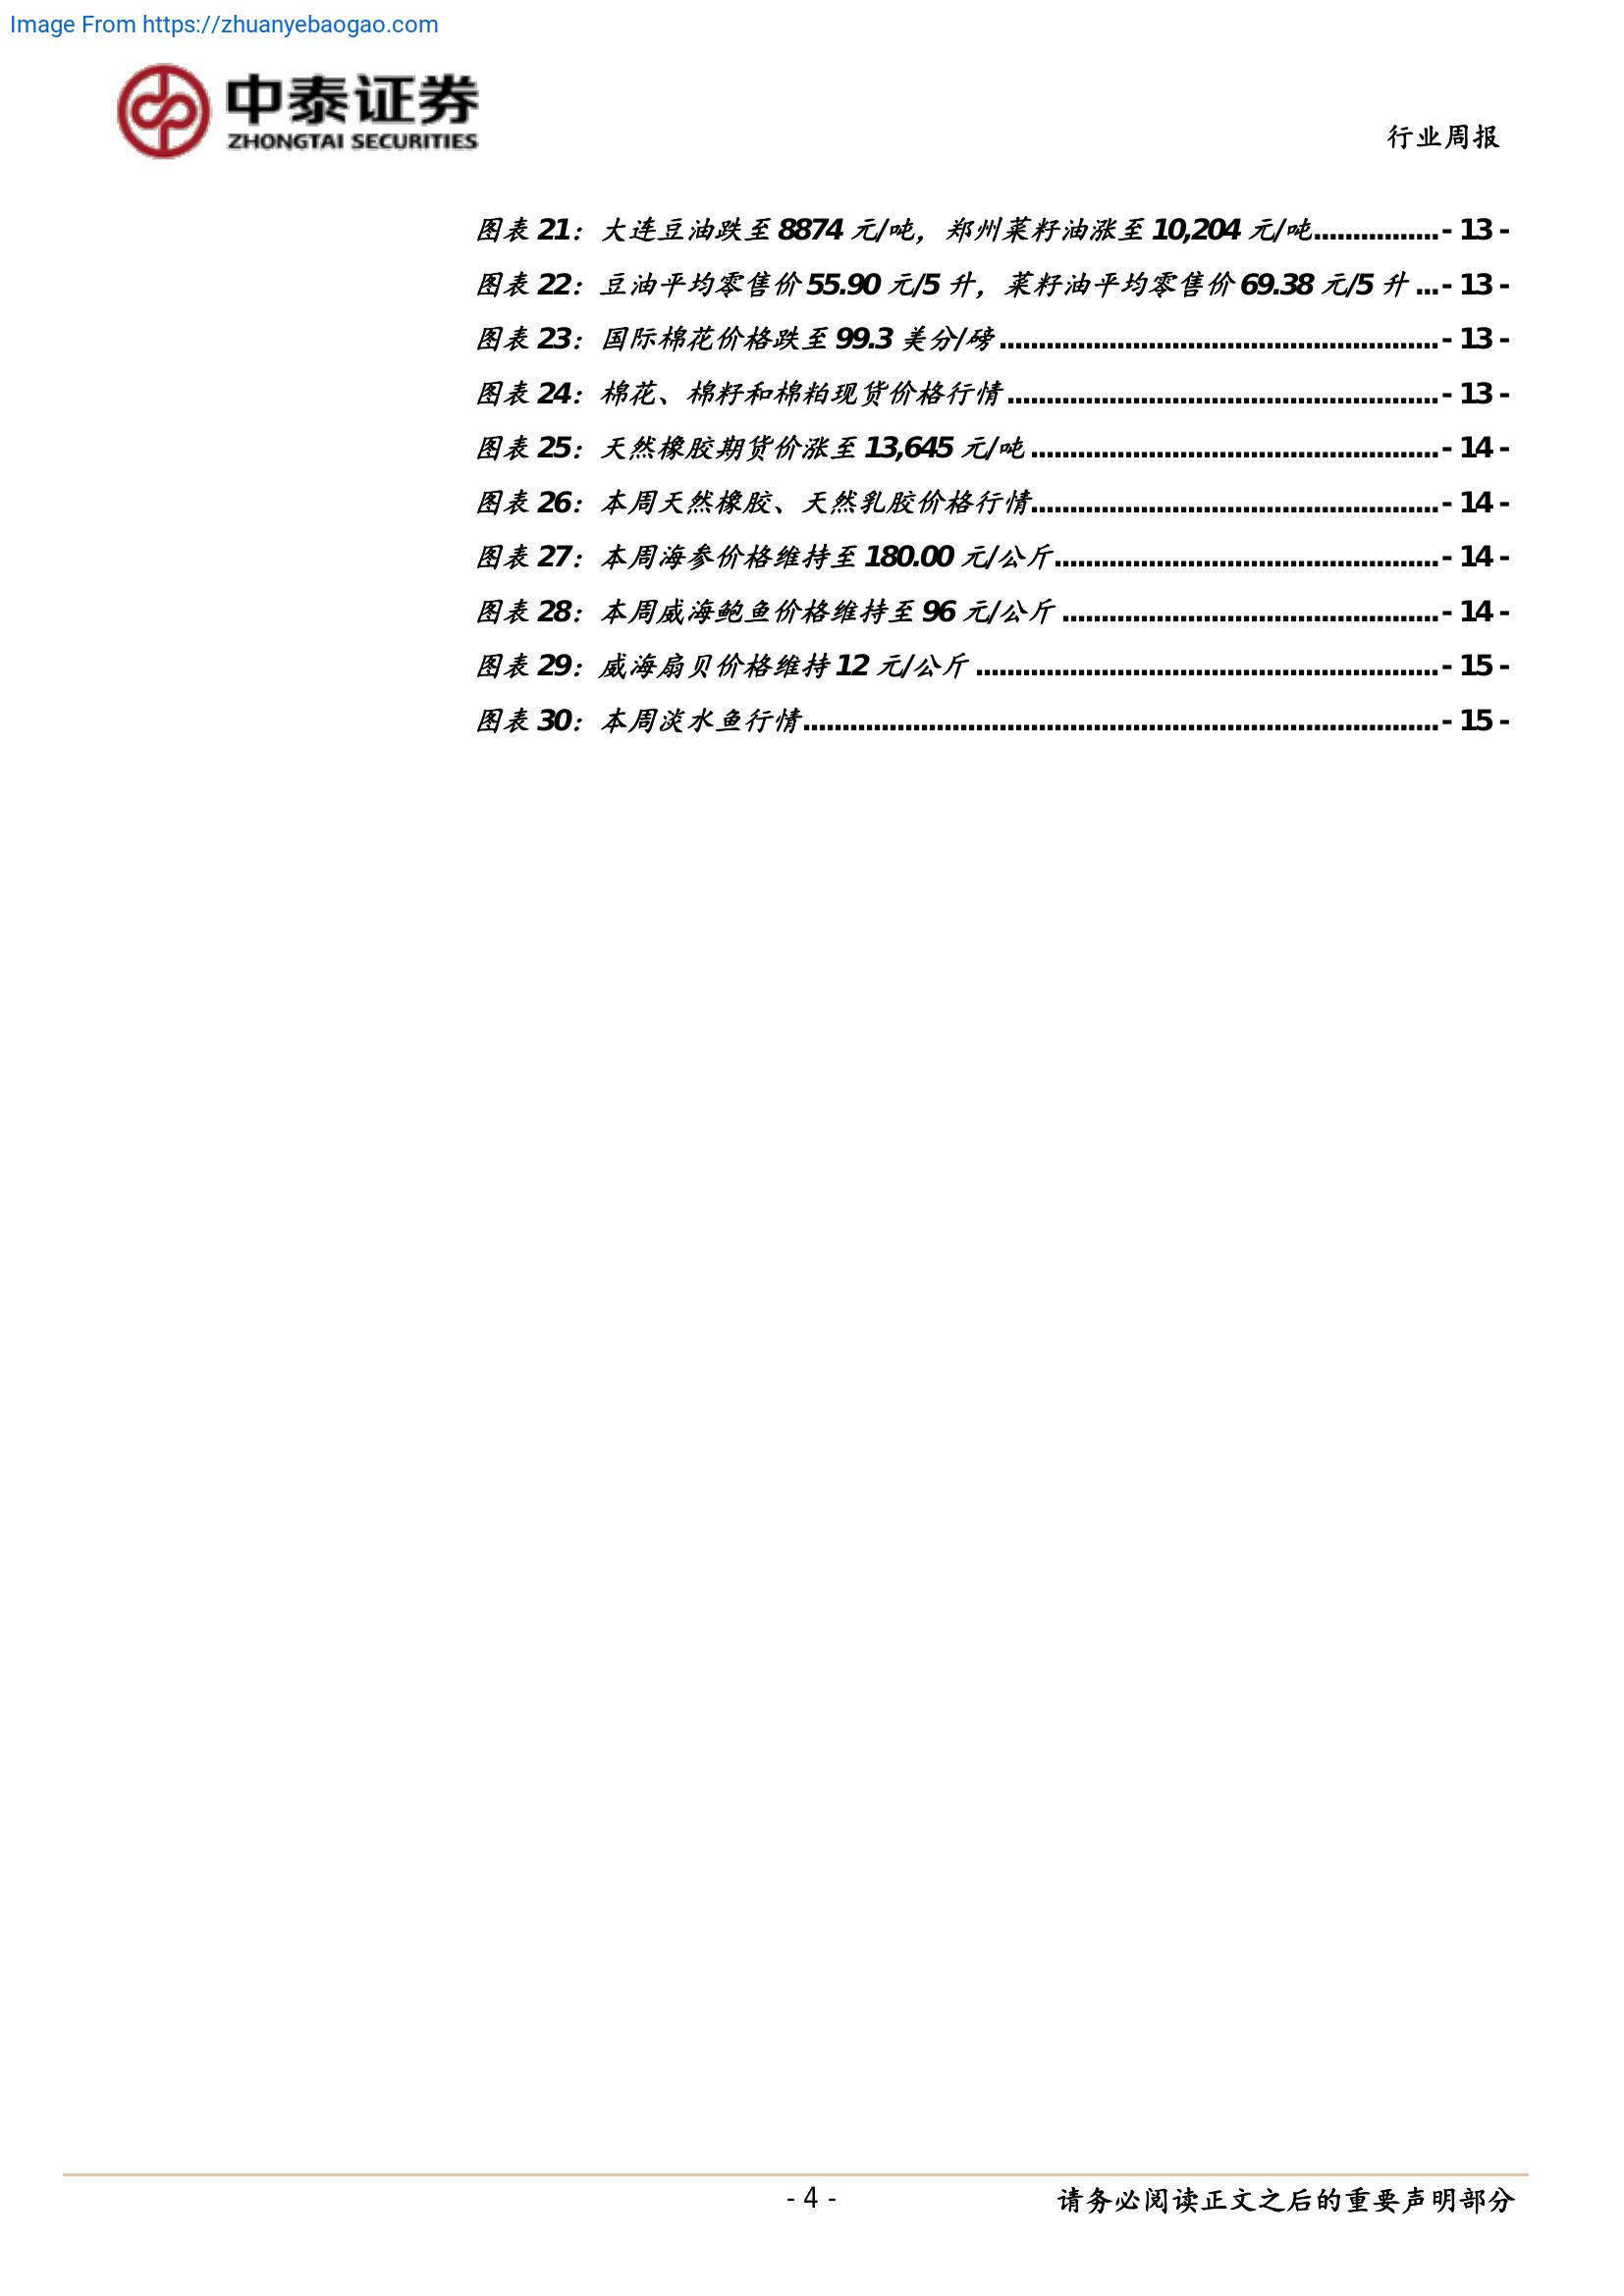 Image From https://zhuanyebaogao.com
中泰证券
ZHONGTAI SECURITIES
行业周报
图表 21：大连豆油跌至 8874 元/吨，郑州菜籽油涨至 10,204 元/吨................- 13 -
图表 22：豆油平均零售价 55.90 元/5 升，菜籽油平均零售价 69.38 元/5 升 ...- 13 -
图表 23：国际棉花价格跌至 99.3 美分/磅........................................................- 13 -
图表 24：棉花、棉籽和棉粕现货价格行情.......................................................- 13 -
图表 25：天然橡胶期货价涨至 13,645 元/吨....................................................- 14 -
图表 26：本周天然橡胶、天然乳胶价格行情....................................................- 14 -
图表 27：本周海参价格维持至 180.00 元/公斤.................................................- 14 -
图表 28：本周威海鲍鱼价格维持至 96 元/公斤................................................- 14 -
图表 29：威海扇贝价格维持 12 元/公斤...........................................................- 15 -
图表 30：本周淡水鱼行情.................................................................................- 15 -
- 4 -
请务必阅读正文之后的重要声明部分